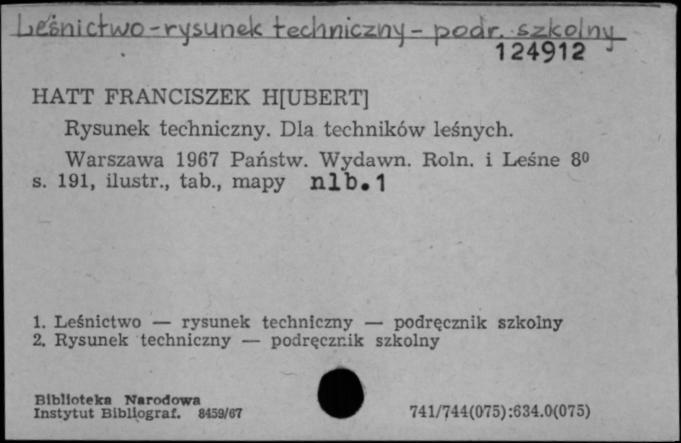 Leśnictwo-rysunek techniczny - podr. szkolny
124912
HATT FRANCISZEK H[UBERT]
Rysunek techniczny. Dla techników leśnych.
Warszawa 1967 Państw. Wydawn. Roln. i Leśne 8⁰
s. 191, ilustr., tab., mapy nlb.1
1. Leśnictwo — rysunek techniczny — podręcznik szkolny
2. Rysunek techniczny — podręcznik szkolny
Biblioteka Narodowa
Instytut Bibliograf. 8459/67
741/744(075):634.0(075)